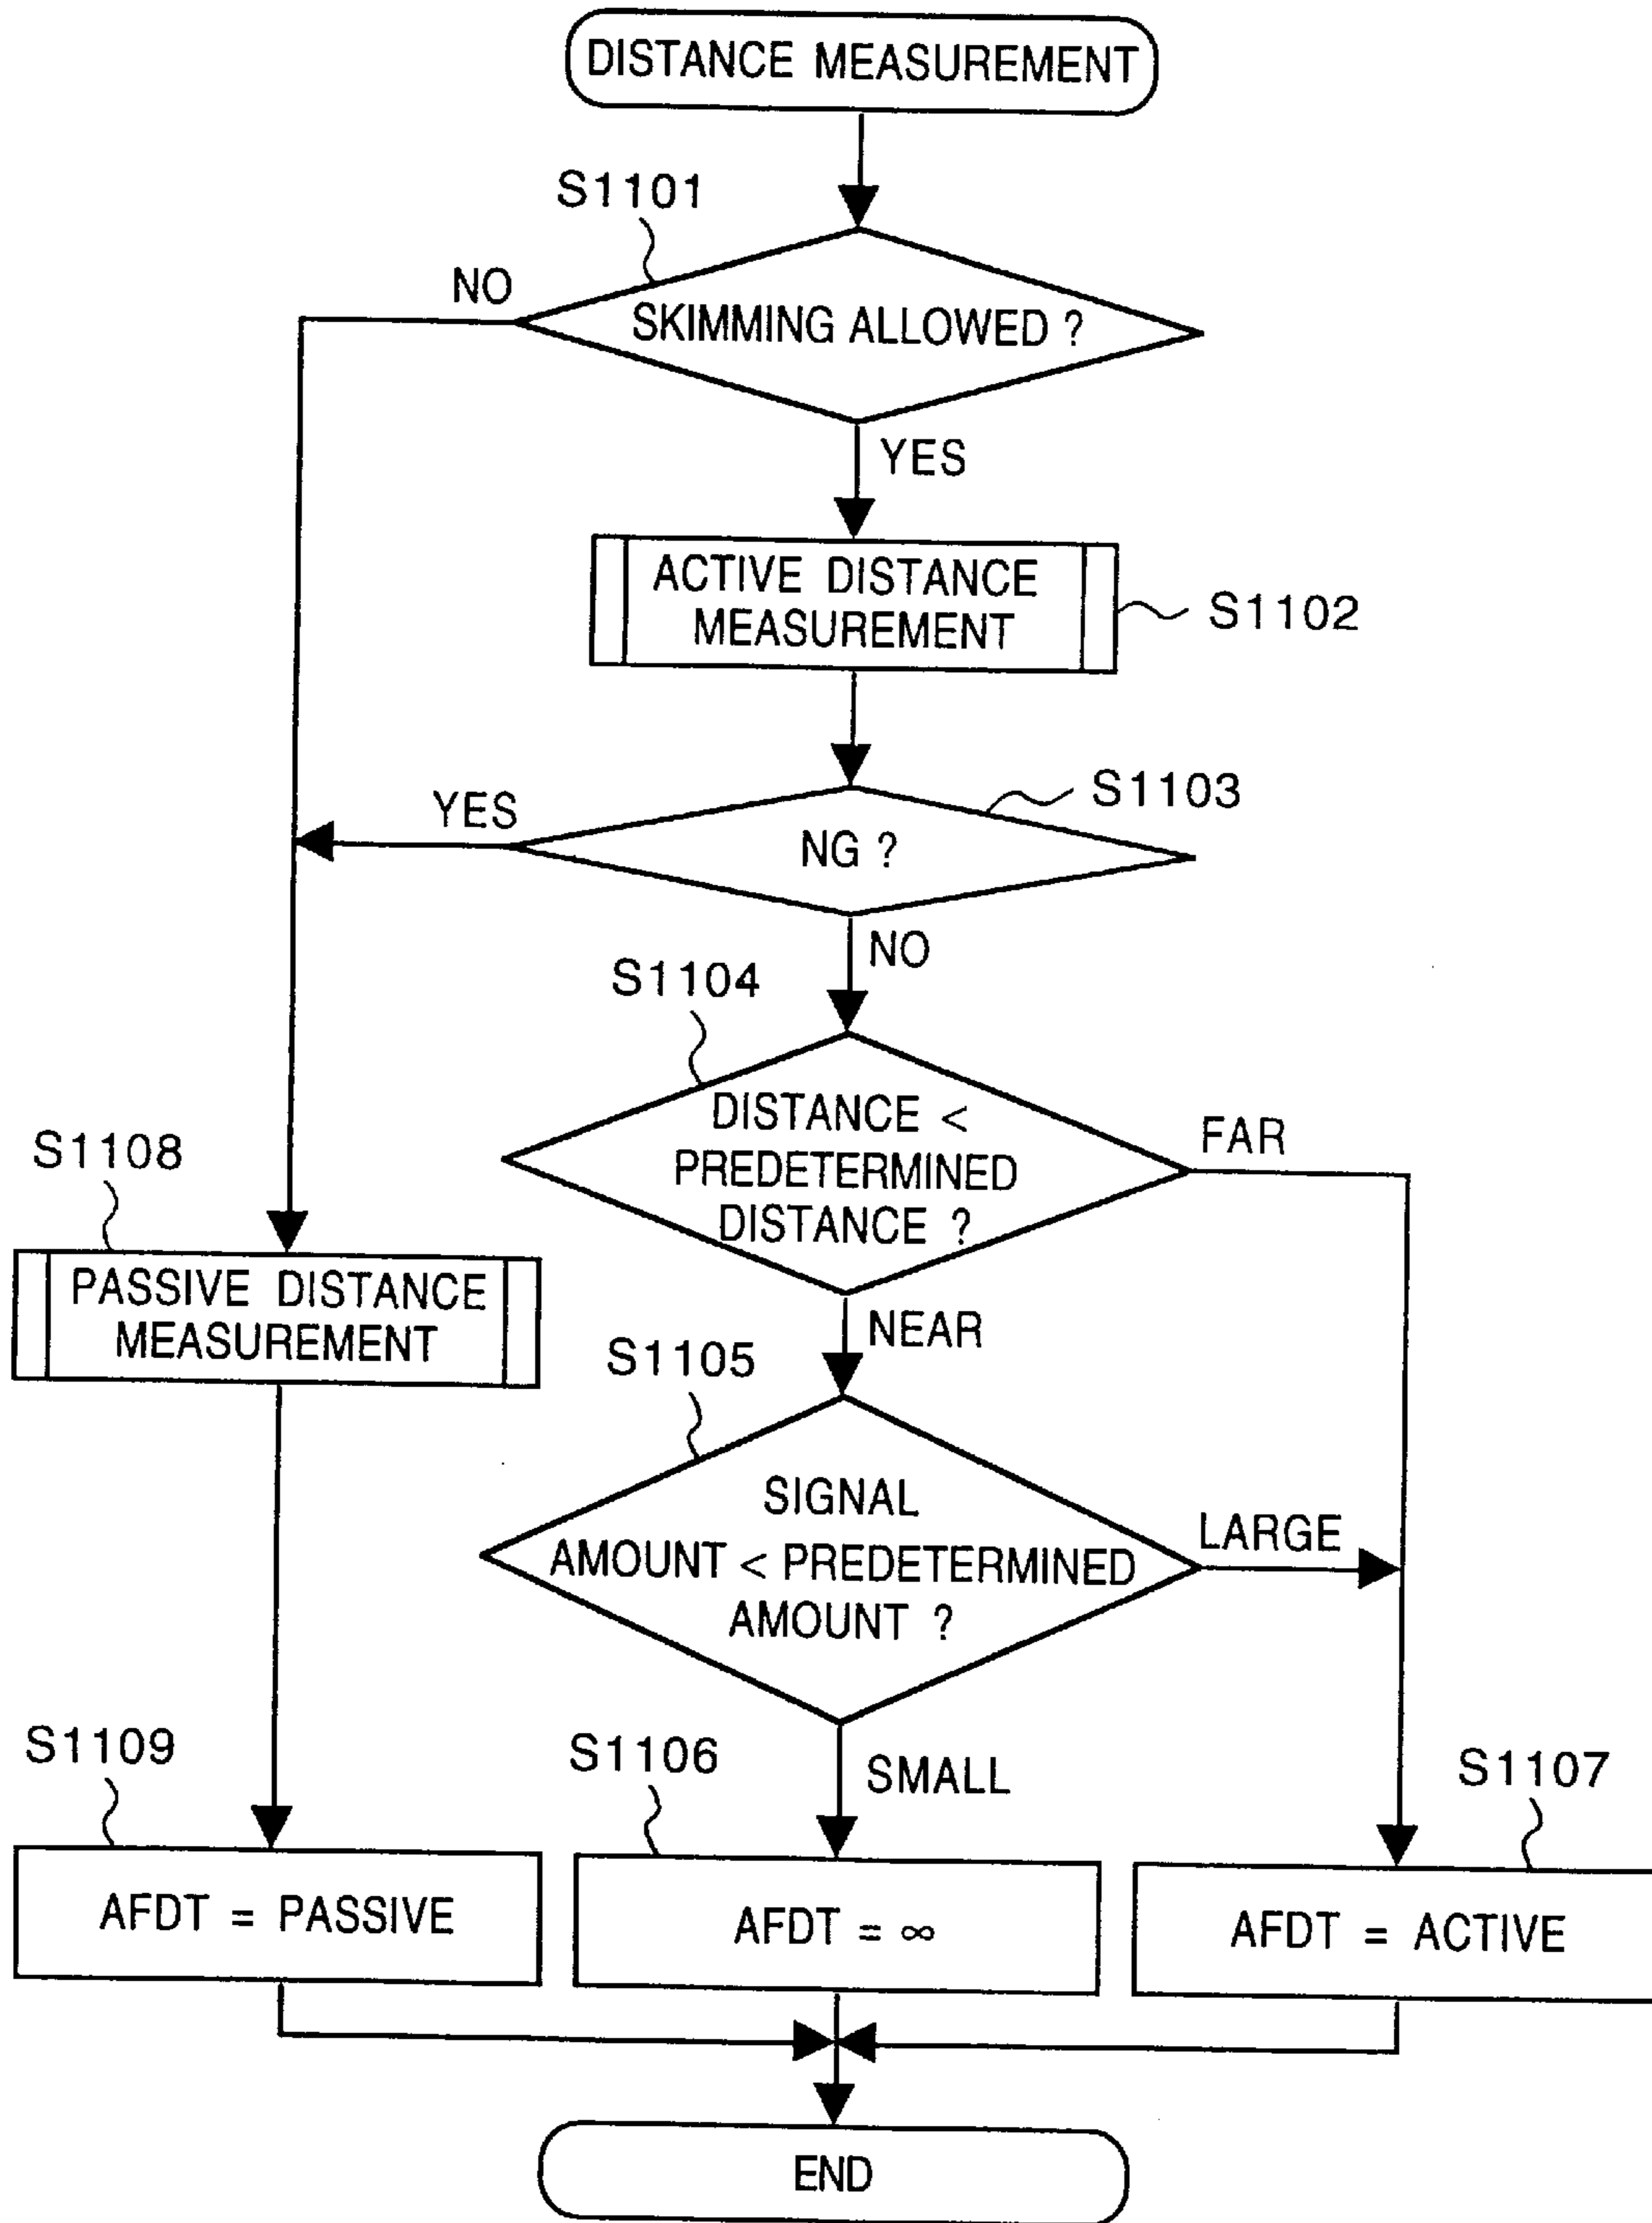 DISTANCE MEASUREMENT
S1101
NO
SKIMMING ALLOWED ?
YES
ACTIVE DISTANCE
MEASUREMENT
S1102
S1103
YES
NG ?
NO
S1104
DISTANCE <
PREDETERMINED
DISTANCE ?
FAR
S1108
PASSIVE DISTANCE
MEASUREMENT
NEAR
S1105
SIGNAL
AMOUNT < PREDETERMINED
AMOUNT ?
LARGE
S1109
S1106
SMALL
S1107
AFDT = PASSIVE
AFDT = ∞
AFDT = ACTIVE
END